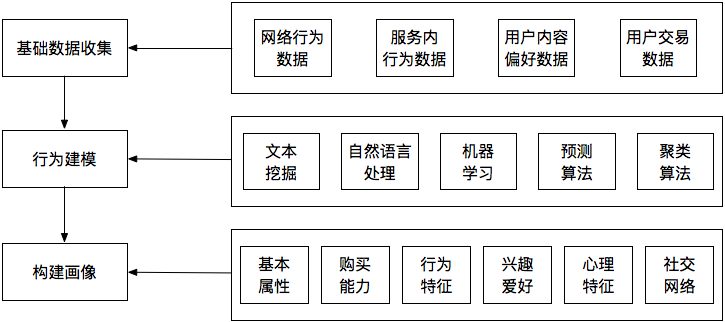 基础数据收集
网络行为
数据
服务内
行为数据
用户内容
偏好数据
用户交易
数据
行为建模
文本
挖掘
自然语言
处理
机器
学习
预测
算法
聚类
算法
构建画像
基本
属性
购买
能力
行为
特征
兴趣
爱好
心理
特征
社交
网络